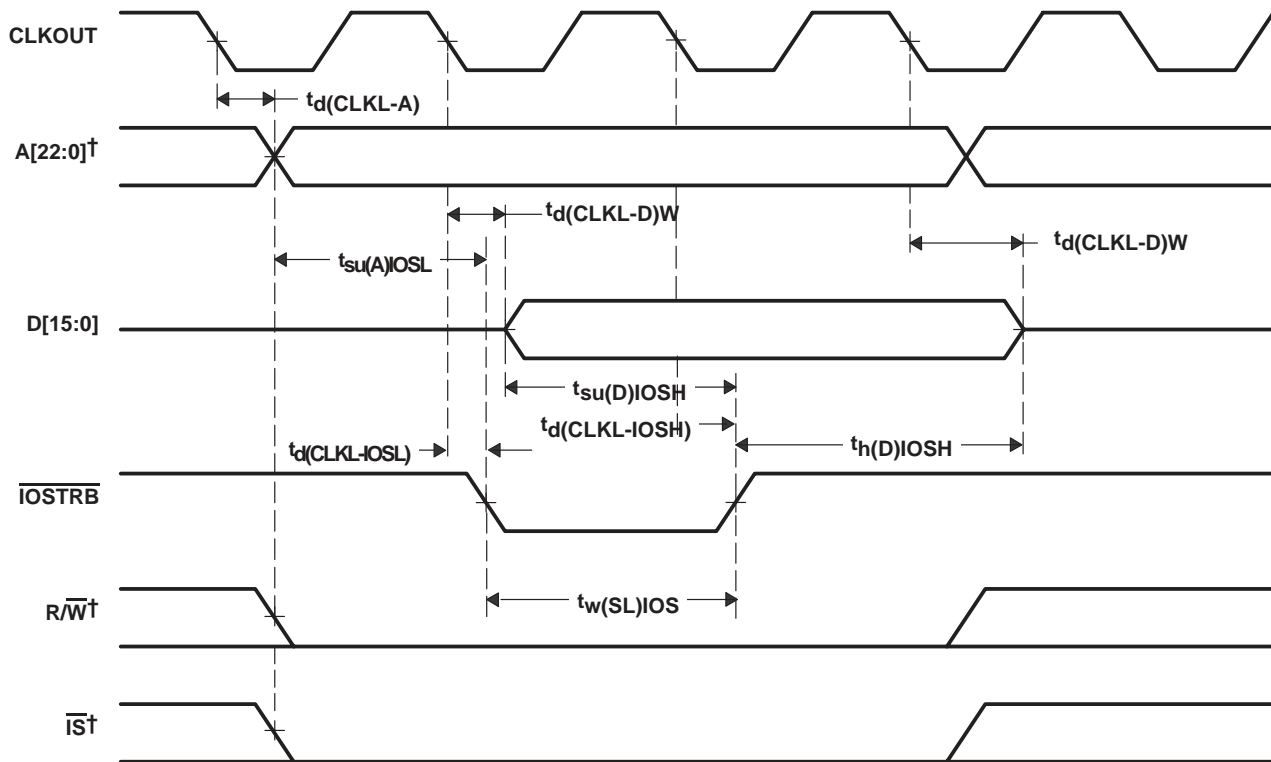 CLKOUT
td(CLKL-A)
A[22:0]†
td(CLKL-D)W
td(CLKL-D)W
tsu(A)IOSL
D[15:0]
tsu(D)IOSH
td(CLKL-IOSH)
td(CLKL-IOSL)
th(D)IOSH
IOSTRB
tw(SL)IOS
R/W†
IS†